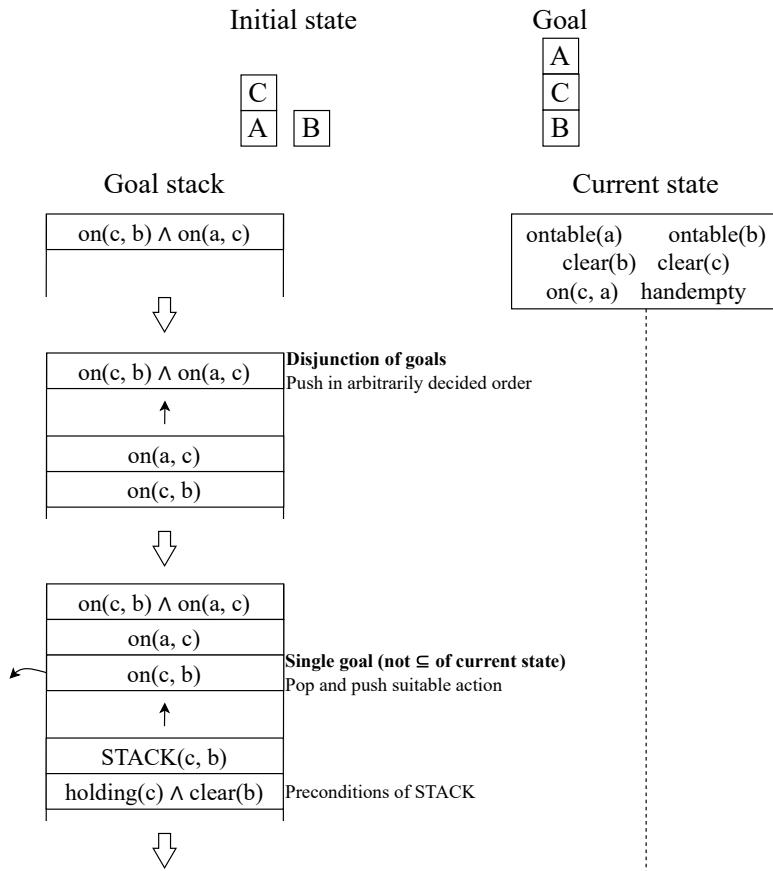 Initial state
Goal
C
A
B
A
C
B
Goal stack
Current state
on(c, b) ∧ on(a, c)
ontable(a) ontable(b)
clear(b) clear(c)
on(c, a) handempty
on(c, b) ∧ on(a, c)
Disjunction of goals
Push in arbitrarily decided order
on(a, c)
on(c, b)
on(c, b) ∧ on(a, c)
on(a, c)
on(c, b)
Single goal (not ⊆ of current state)
Pop and push suitable action
STACK(c, b)
holding(c) ∧ clear(b)
Preconditions of STACK